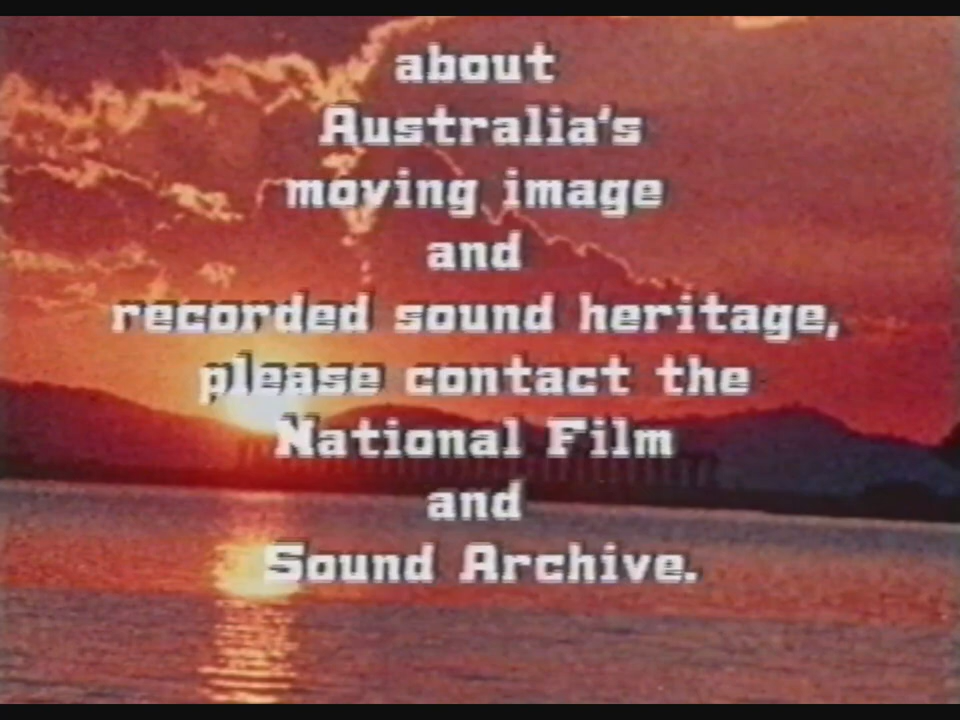 about
Australia's
moving image
and
recorded sound heritage,
please contact the
National Film
and
Sound Archive.